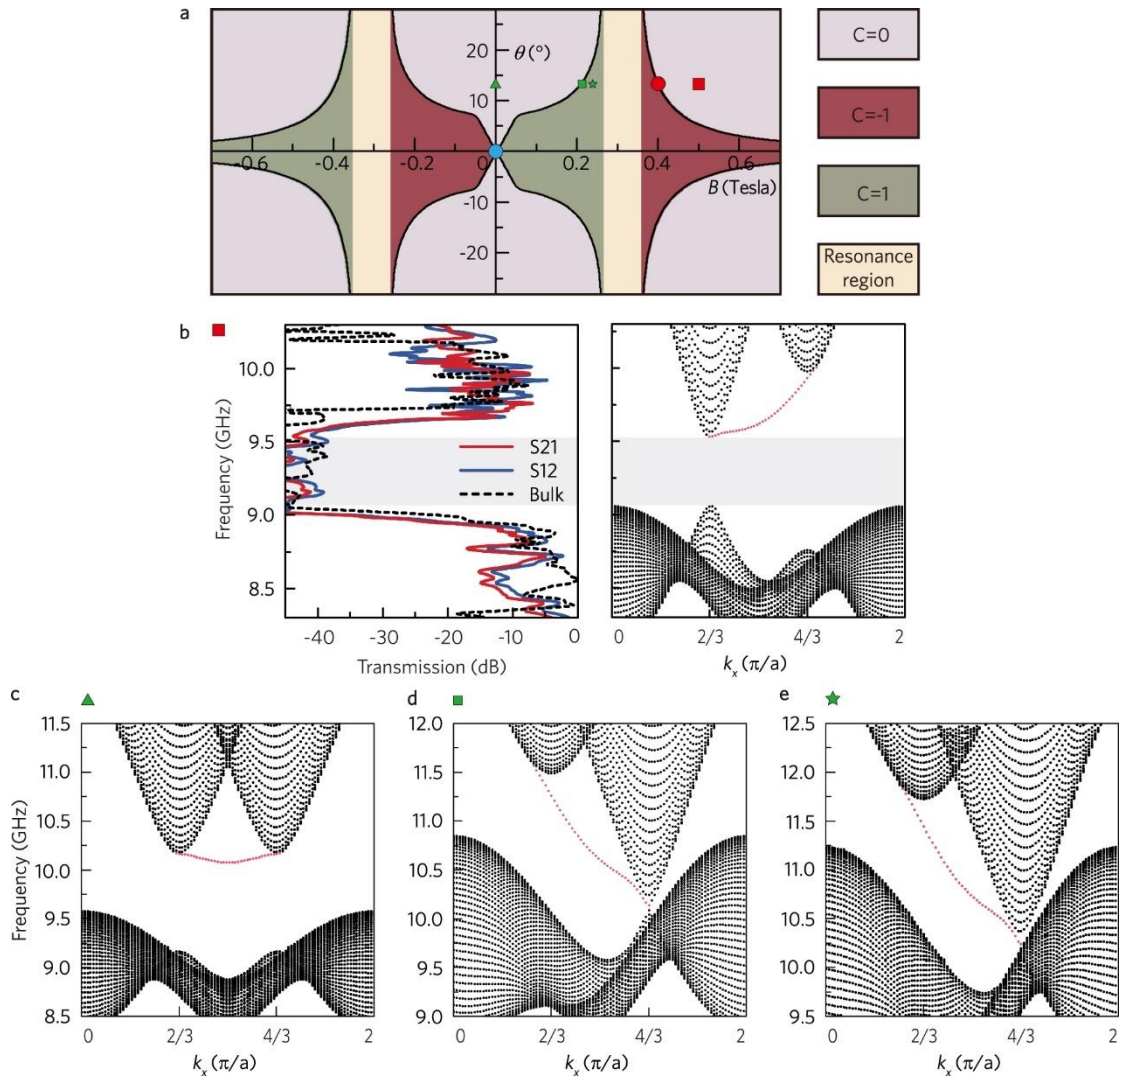 a
θ(°)
20
10
-10
-20
-0.6 -0.4 -0.2 0 0.2 0.4 0.6
B (Tesla)
C=0
C=-1
C=1
Resonance
region
b
Frequency (GHz)
10.0
9.5
9.0
8.5
S21
S12
Bulk
-40 -30 -20 -10 0
Transmission (dB)
0 2/3 4/3 2
kx(π/a)
c
Frequency (GHz)
11.5
11.0
10.5
10.0
9.5
9.0
8.5
0 2/3 4/3 2
kx(π/a)
d
12.0
11.5
11.0
10.5
10.0
9.5
9.0
0 2/3 4/3 2
kx(π/a)
e
12.5
12.0
11.5
11.0
10.5
10.0
9.5
0 2/3 4/3 2
kx(π/a)